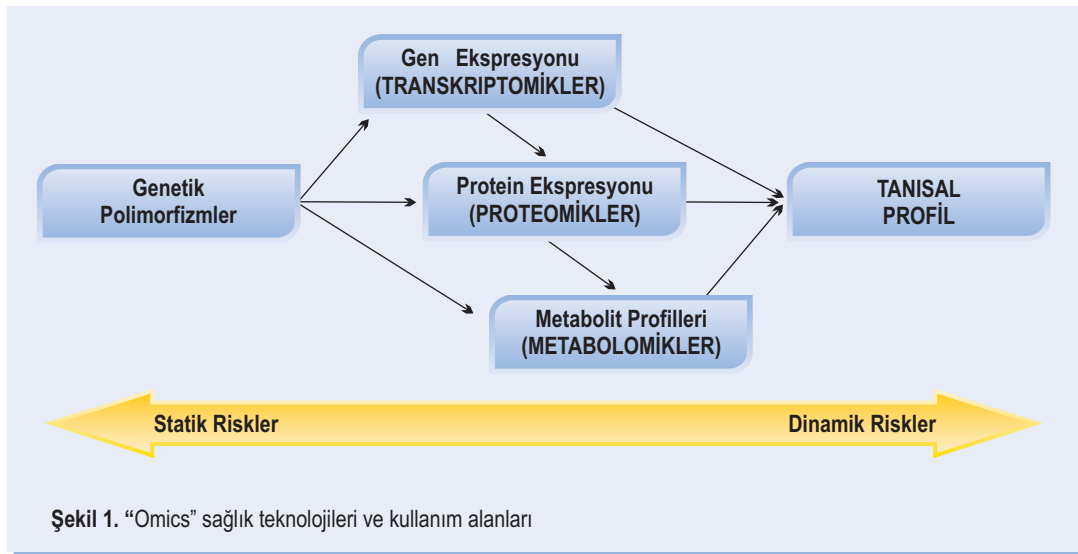 Gen Ekspresyonu
(TRANSKRIPTOMİKLER)
Genetik
Polimorfizmler
Protein Ekspresyonu
(PROTEOMİKLER)
TANISAL
PROFİL
Metabolit Profilleri
(METABOLOMİKLER)
Statik Riskler
Dinamik Riskler
Şekil 1. “Omics” sağlık teknolojileri ve kullanım alanları